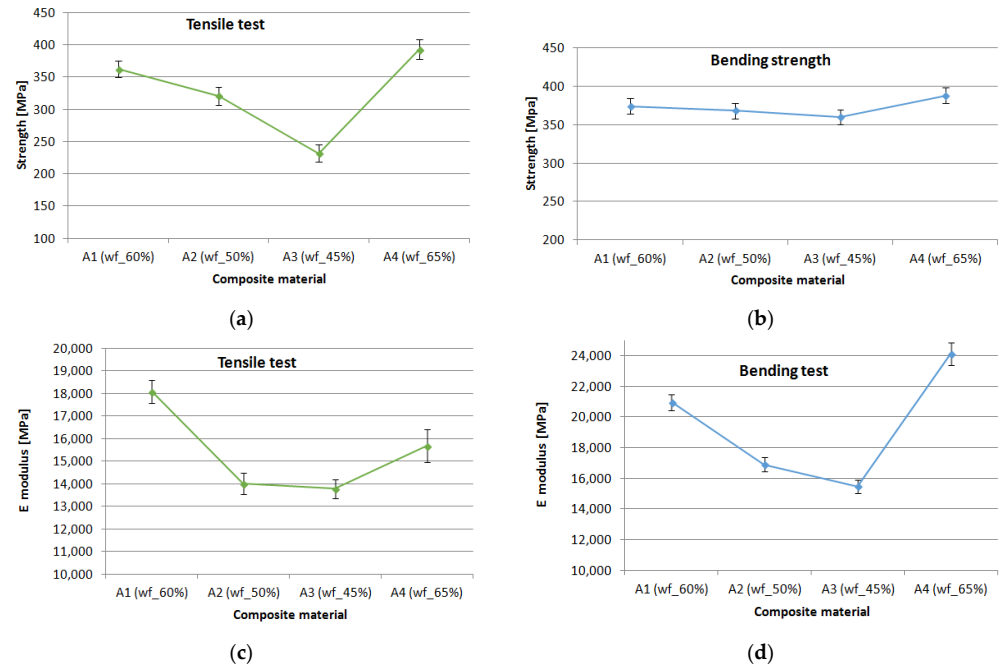 Tensile test
450
400
350
300
250
200
150
100
Strength [MPa]
A1 (wf_60%) A2 (wf_50%) A3 (wf_45%) A4 (wf_65%)
Composite material
(a)
Bending strength
450
400
350
300
250
200
Sttrength [Mpa]
A1 (wf_60%) A2 (wf_50%) A3 (wf_45%) A4 (wf_65%)
Composite material
(b)
Tensile test
20,000
19,000
18,000
17,000
16,000
15,000
14,000
13,000
12,000
11,000
10,000
E modulus [MPa]
A1 (wf_60%) A2 (wf_50%) A3 (wf_45%) A4 (wf_65%)
Composite material
(c)
Bending test
24,000
22,000
20,000
18,000
16,000
14,000
12,000
10,000
E modulus [MPa]
A1 (wf_60%) A2 (wf_50%) A3 (wf_45%) A4 (wf_65%)
Composite material
(d)